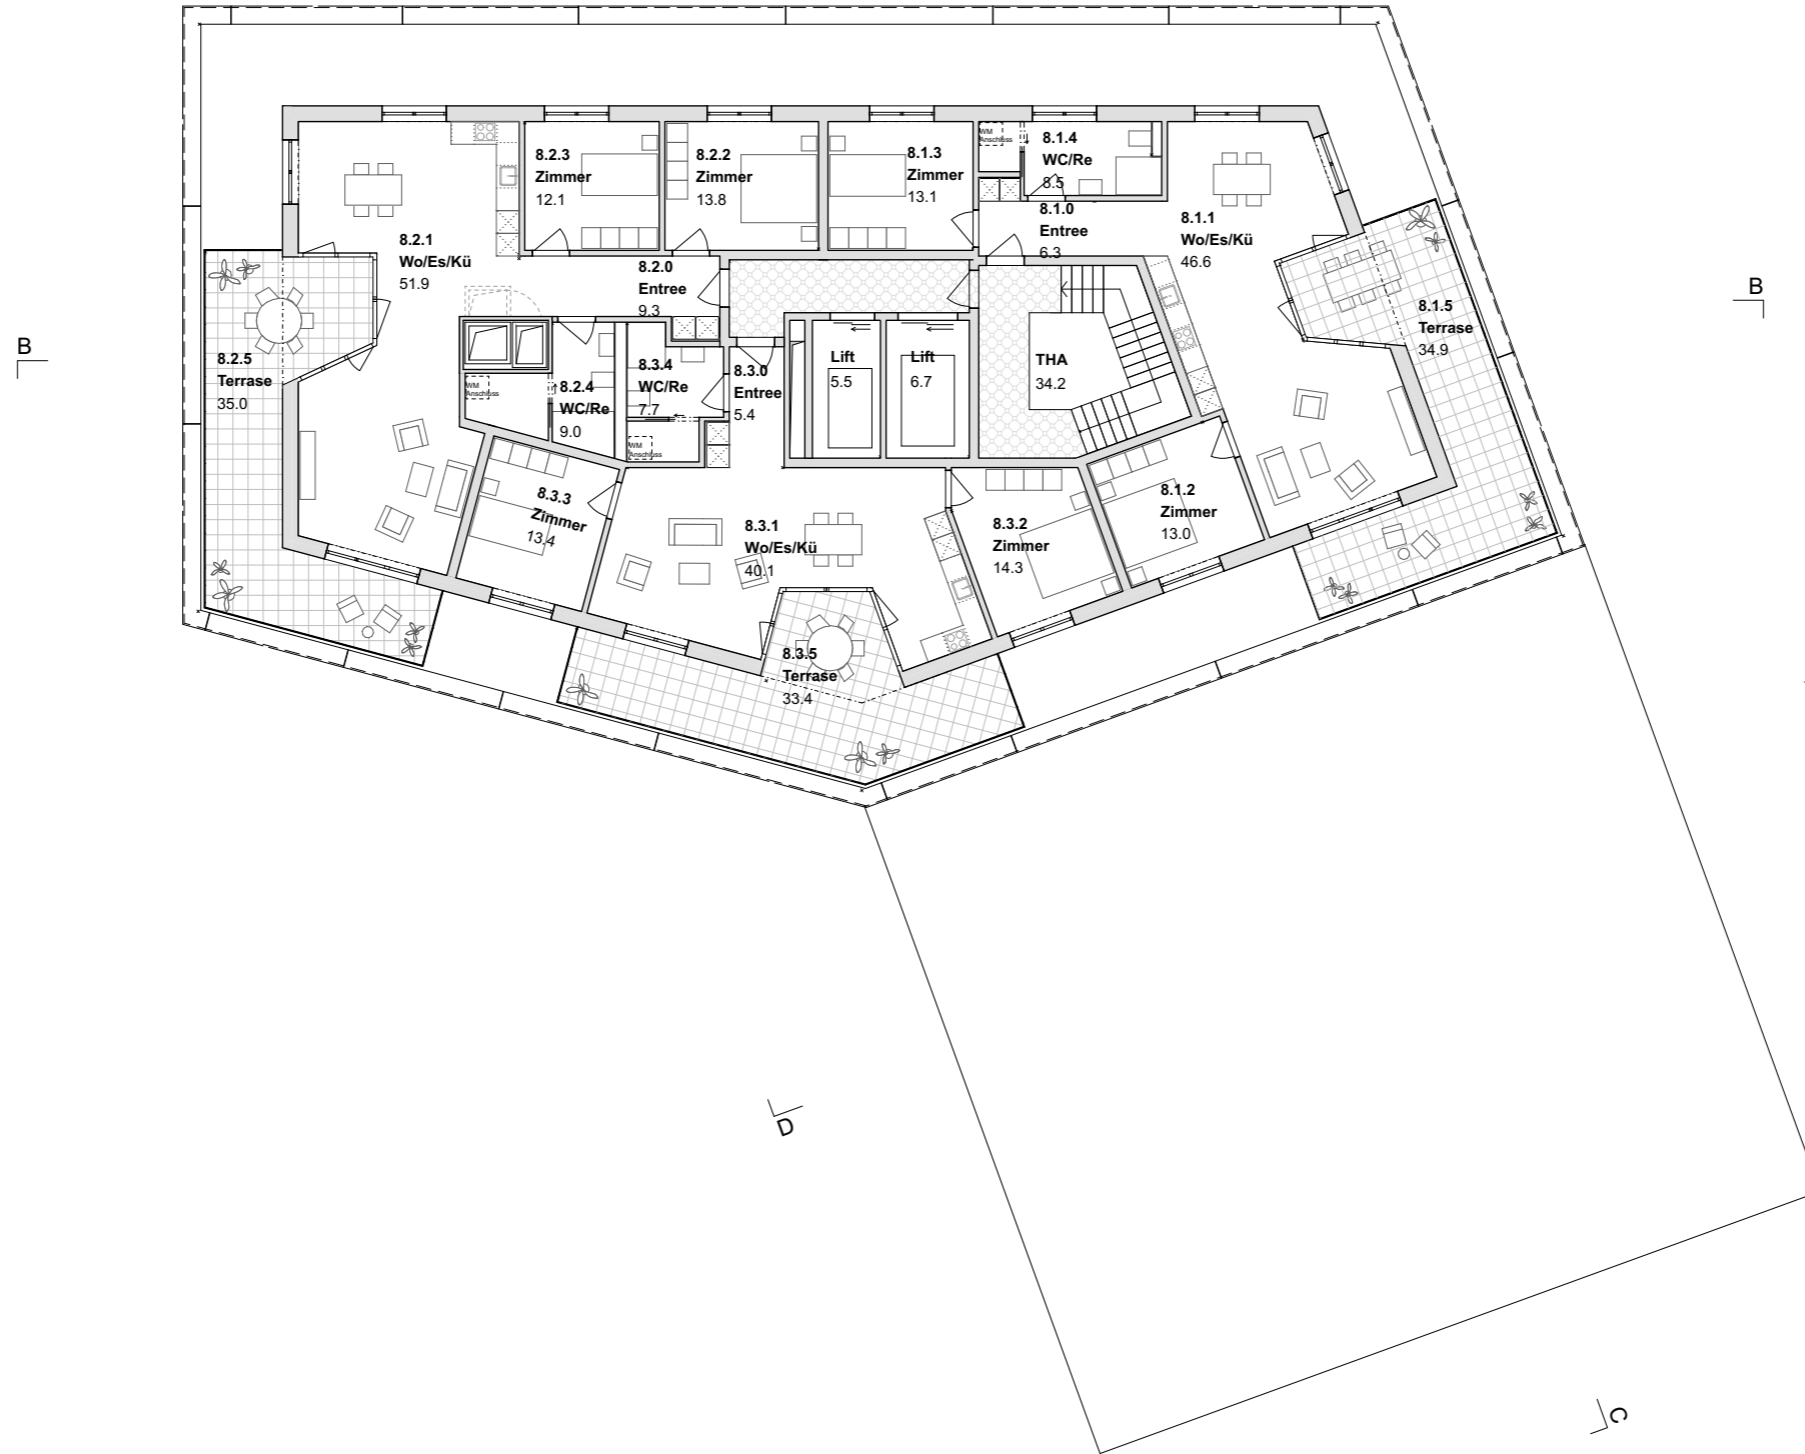 8.2.3
Zimmer
12.1
8.2.2
Zimmer
13.8
8.1.3
Zimmer
13.1
WM
Anschluss
8.1.4
WC/Re
8.5
8.1.0
Entree
6.3
8.1.1
Wo/Es/Kü
46.6
8.2.1
Wo/Es/Kü
51.9
8.2.0
Entree
9.3
8.1.5
Terrase
34.9
B
B
8.2.5
Terrase
35.0
WM
Anschluss
8.2.4
WC/Re
9.0
8.3.4
WC/Re
7.7
WM
Anschluss
8.3.0
Entree
5.4
Lift
5.5
Lift
6.7
THA
34.2
8.3.3
Zimmer
13.4
8.3.1
Wo/Es/Kü
40.1
8.3.2
Zimmer
14.3
8.1.2
Zimmer
13.0
8.3.5
Terrase
33.4
D
C